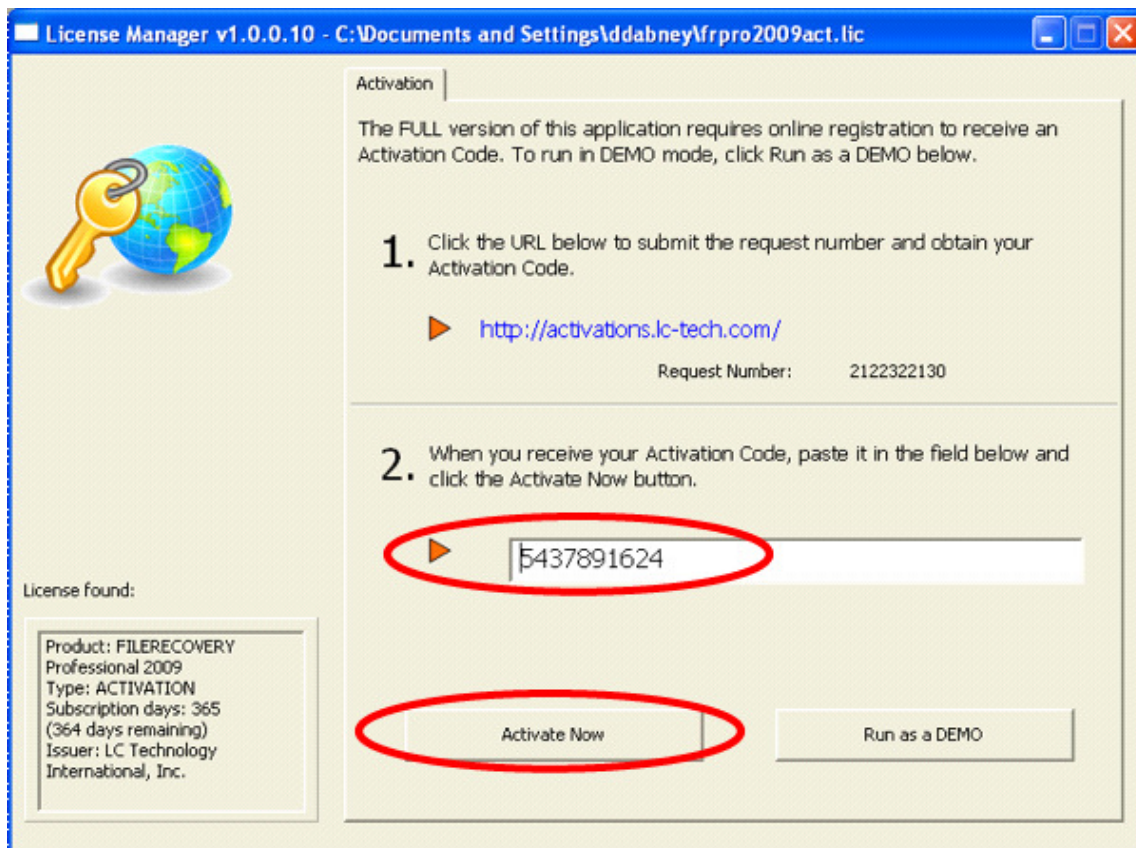 License Manager v1.0.0.10 - C:\Documents and Settings\ddabney\frpro2009act.lic
Activation
The FULL version of this application requires online registration to receive an
Activation Code. To run in DEMO mode, click Run as a DEMO below.
1. Click the URL below to submit the request number and obtain your
Activation Code.
http://activations.lc-tech.com/
Request Number: 2122322130
2. When you receive your Activation Code, paste it in the field below and
click the Activate Now button.
5437891624
License found:
Product: FILERECOVERY
Professional 2009
Type: ACTIVATION
Subscription days: 365
(364 days remaining)
Issuer: LC Technology
International, Inc.
Activate Now
Run as a DEMO